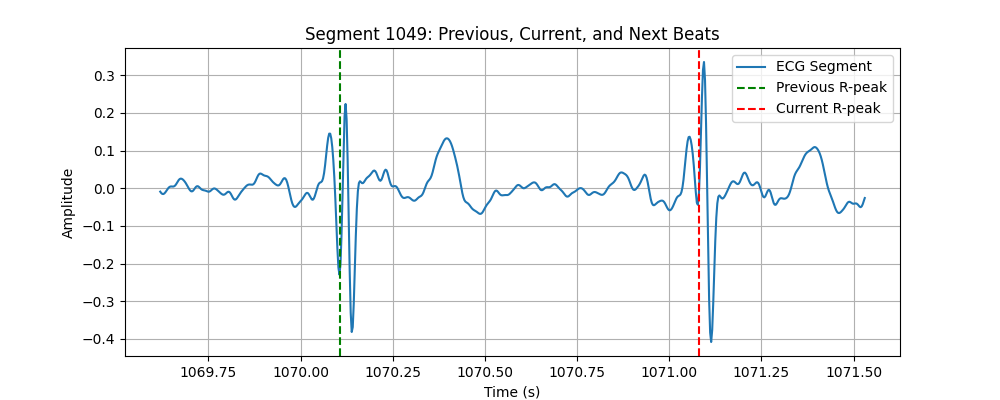 Segment 1049: Previous, Current, and Next Beats
ECG Segment
Previous R-peak
Current R-peak
Amplitude
0.3
0.2
0.1
0.0
−0.1
−0.2
−0.3
−0.4
1069.75 1070.00 1070.25 1070.50 1070.75 1071.00 1071.25 1071.50
Time (s)